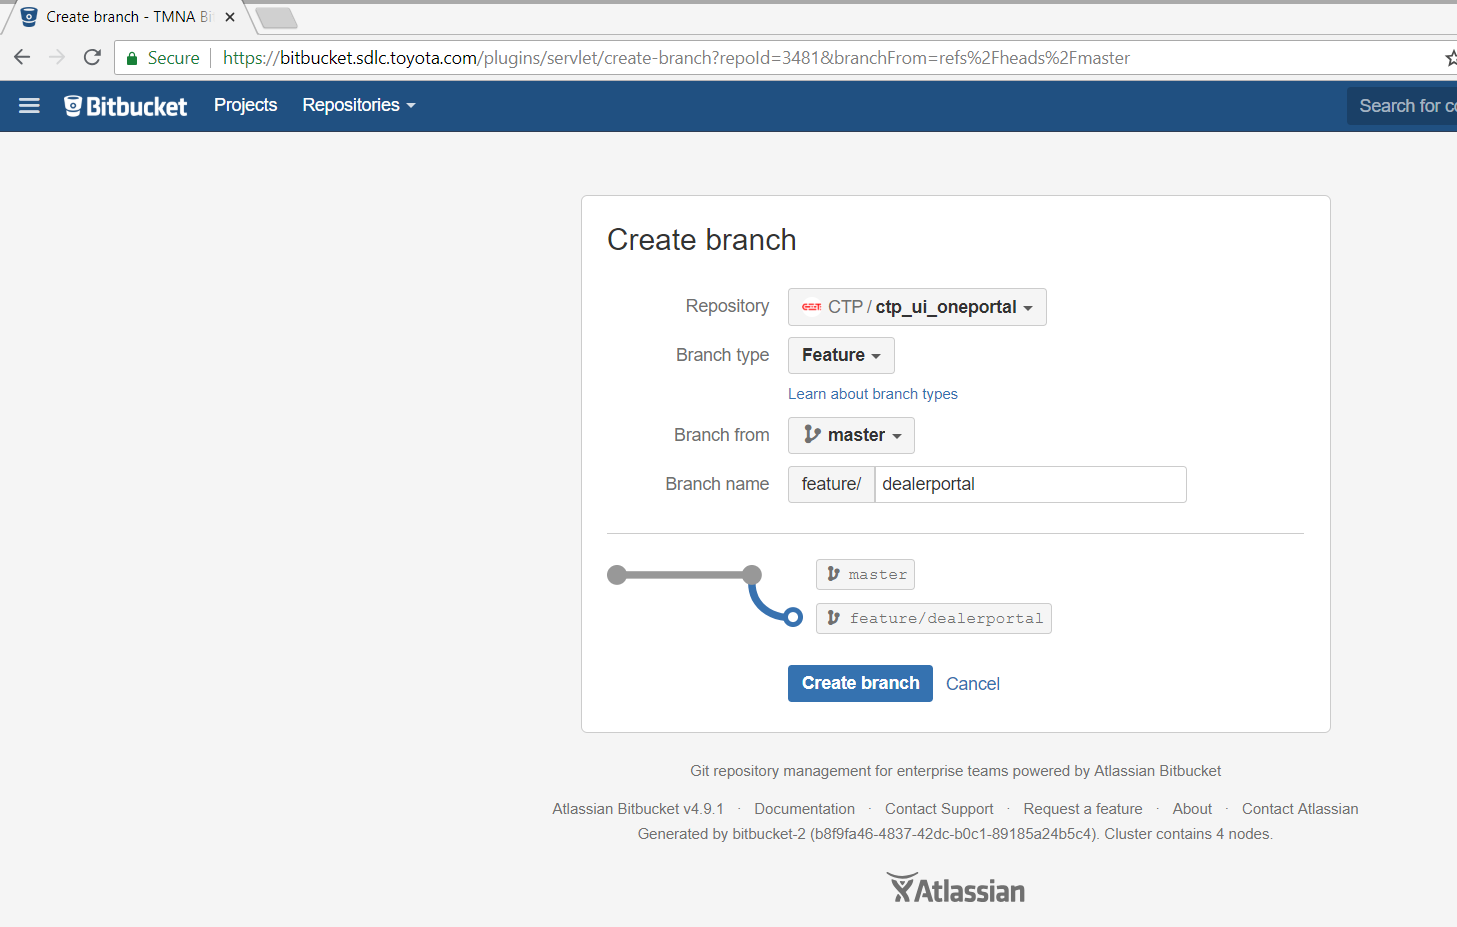 Create branch - TMNA Bi
Secure https://bitbucket.sdlc.toyota.com/plugins/servlet/create-branch?repoId=3481&branchFrom=refs%2Fheads%2Fmaster
Bitbucket Projects Repositories Search for co
Create branch
Repository CTP / ctp_ui_oneportal
Branch type Feature
Learn about branch types
Branch from master
Branch name feature/ dealerportal
master
feature/dealerportal
Create branch Cancel
Git repository management for enterprise teams powered by Atlassian Bitbucket
Atlassian Bitbucket v4.9.1 · Documentation · Contact Support · Request a feature · About · Contact Atlassian
Generated by bitbucket-2 (b8f9fa46-4837-42dc-b0c1-89185a24b5c4). Cluster contains 4 nodes.
Atlassian